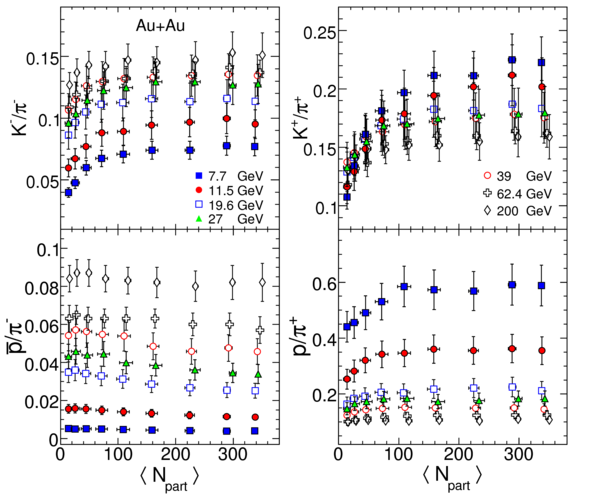 Au+Au
0.15
0.1
0.05
K⁻/π⁻
7.7 GeV
11.5 GeV
19.6 GeV
27 GeV
0.25
0.2
0.15
0.1
K⁺/π⁺
39 GeV
62.4 GeV
200 GeV
0.1
0.08
0.06
0.04
0.02
0
p̅/π⁻
0 100 200 300
⟨ N_part ⟩
0.6
0.4
0.2
p/π⁺
0 100 200 300
⟨ N_part ⟩